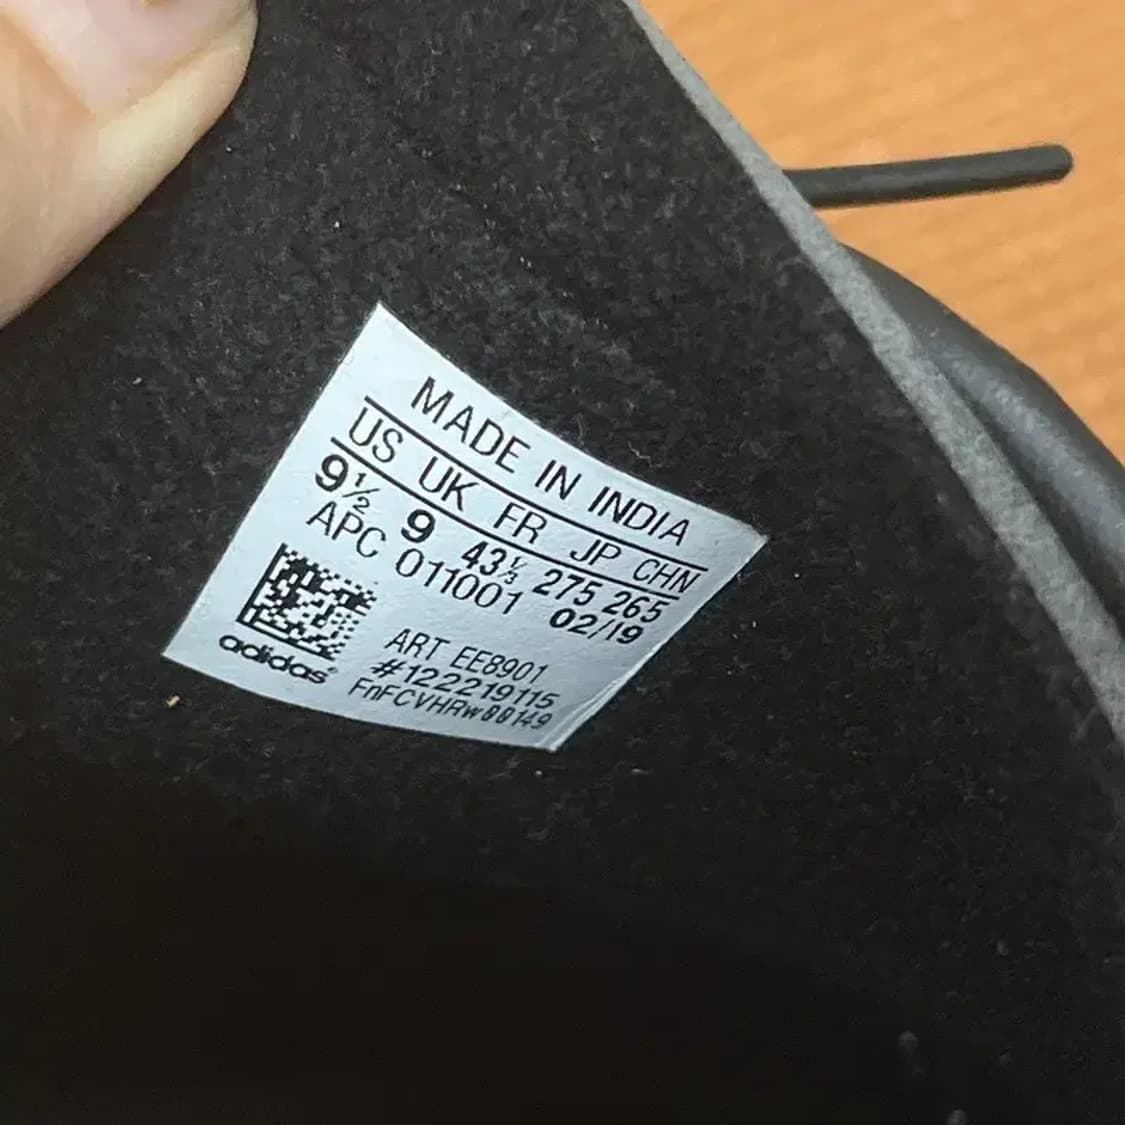 MADE IN INDIA
US UK FR JP CHN
9½ 9 43⅓ 275 265
APC 011001 02/19
ART EE8901
#122219115
FnFCVHRw00149
adidas